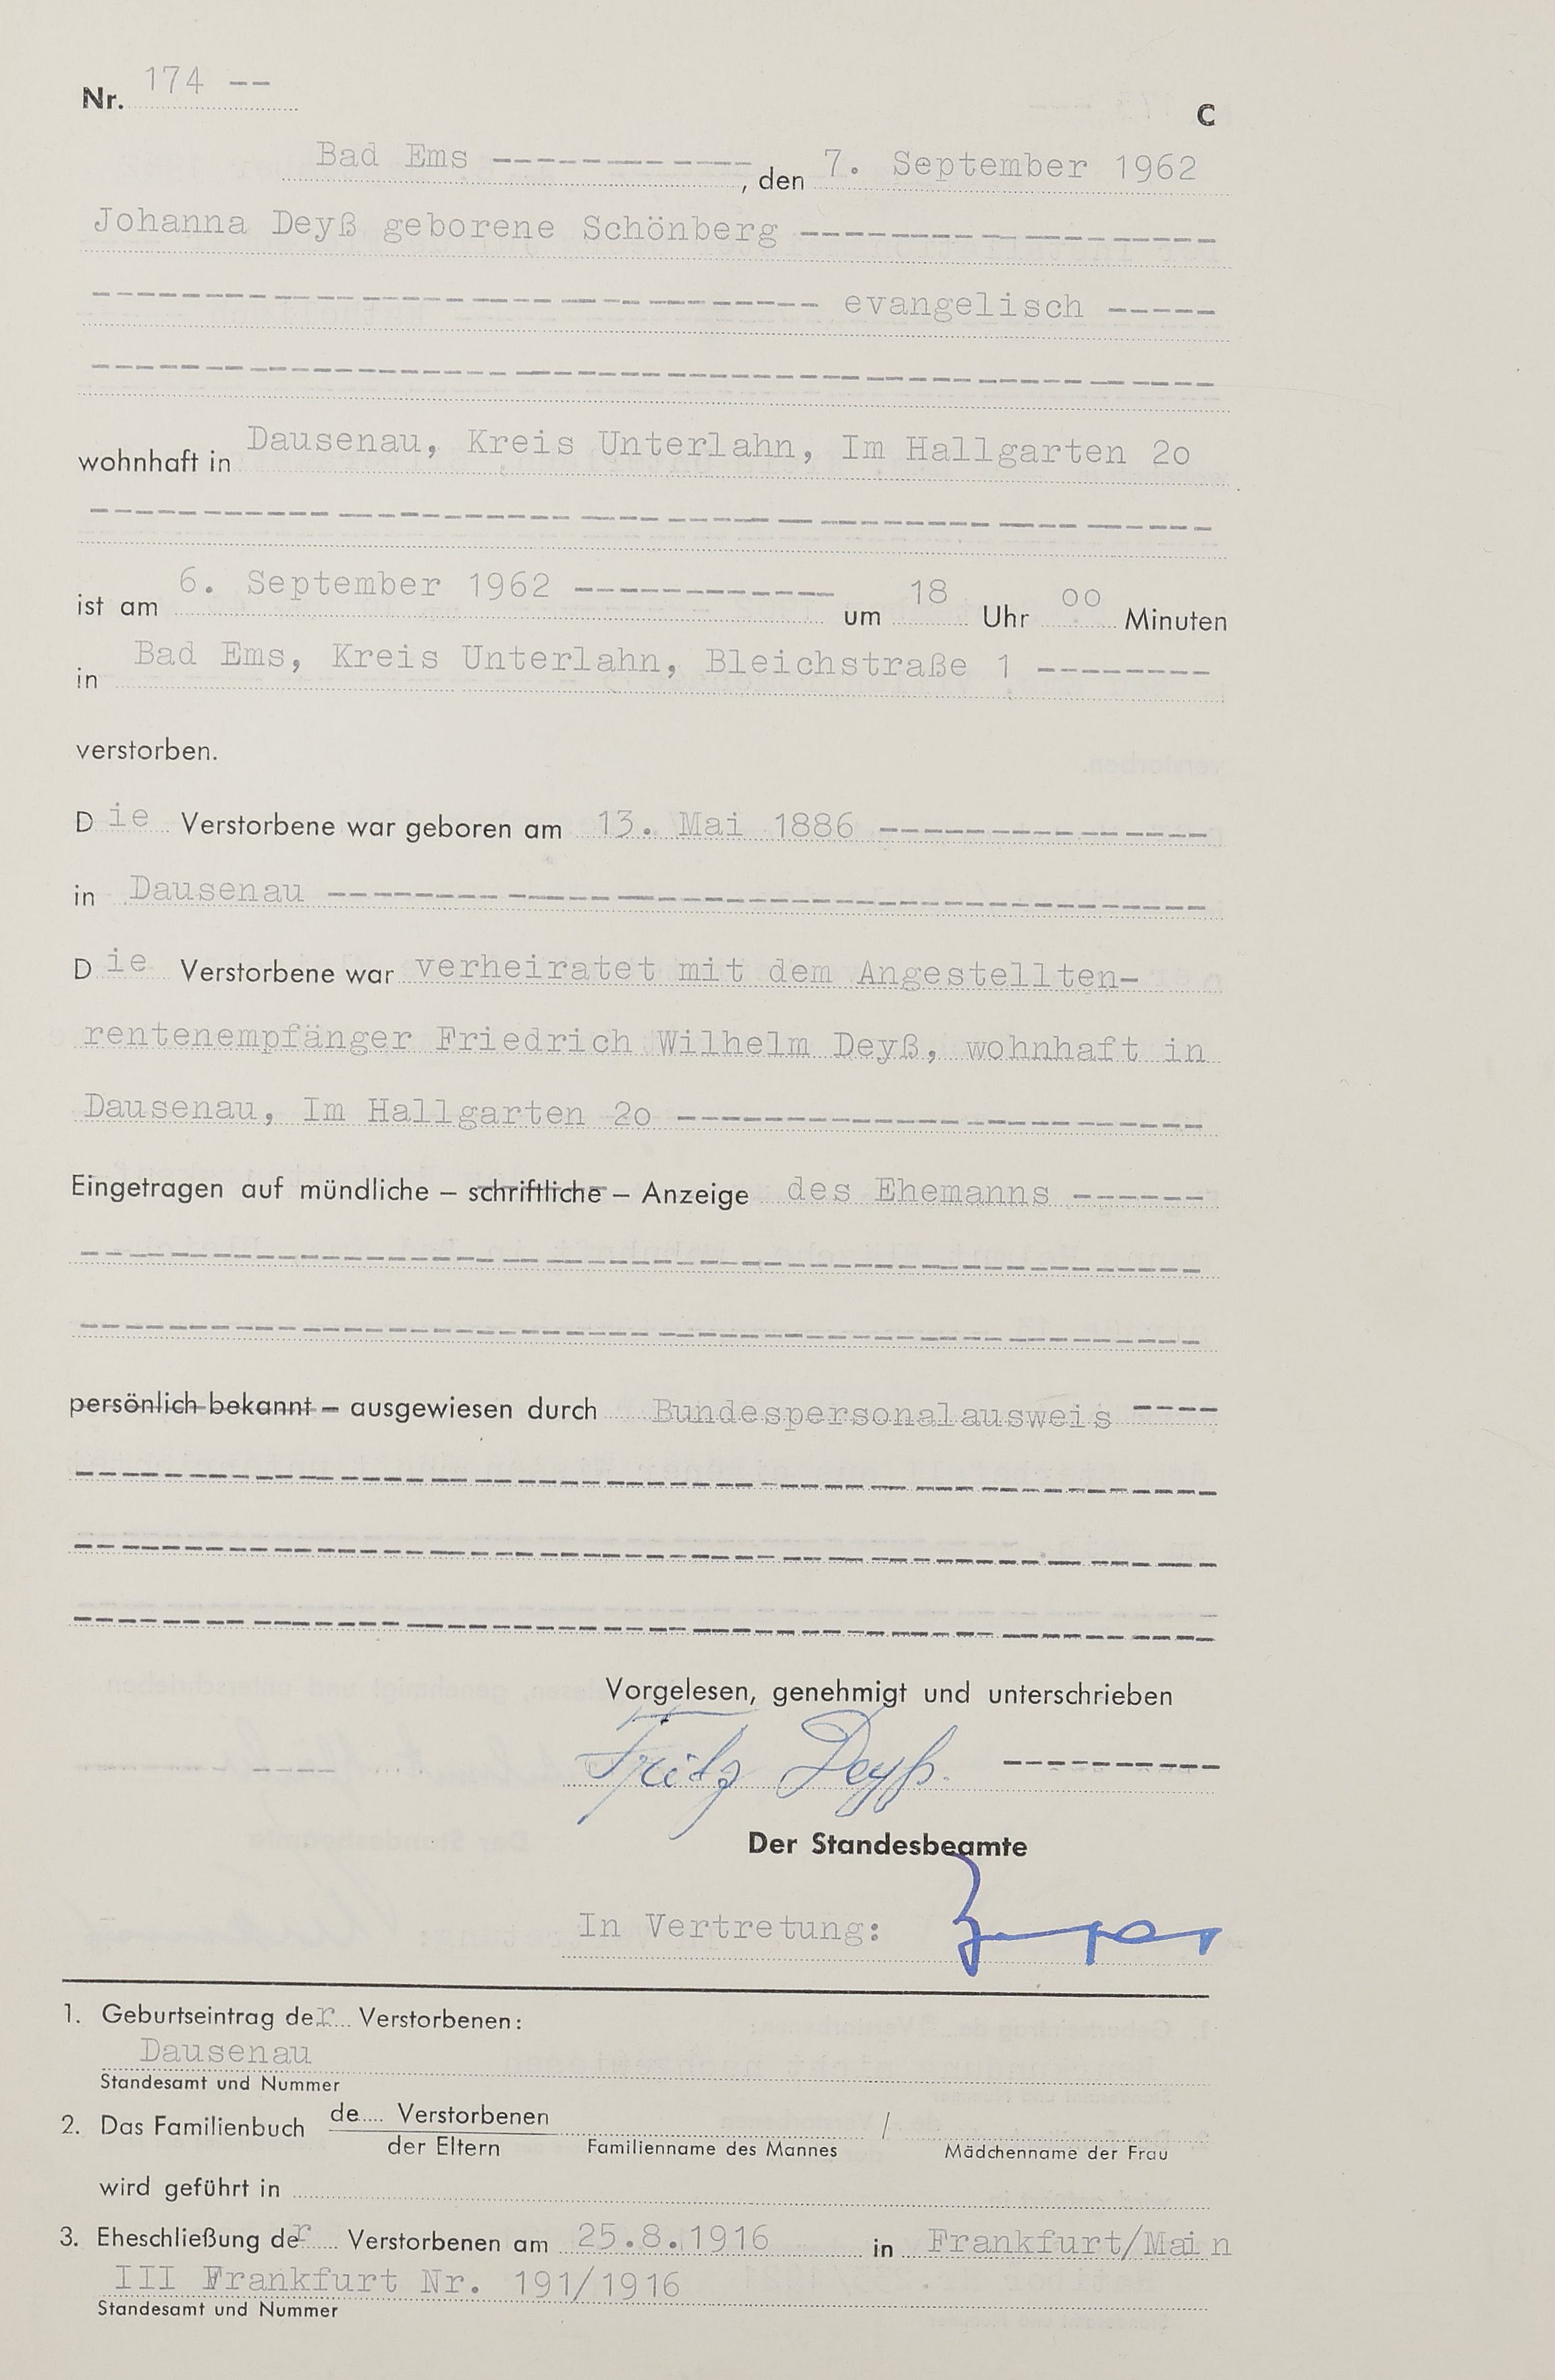 Nr. 174 --
C
Bad Ems ----------, den 7. September 1962
Johanna Deyß geborene Schönberg ----------
---------- evangelisch -----
wohnhaft in Dausenau, Kreis Unterlahn, Im Hallgarten 2o
ist am 6. September 1962 ---------- um 18 Uhr oo Minuten
in Bad Ems, Kreis Unterlahn, Bleichstraße 1 --------
verstorben.
Die Verstorbene war geboren am 13. Mai 1886 ----------
in Dausenau ----------
Die Verstorbene war verheiratet mit dem Angestellten-
rentenempfänger Friedrich Wilhelm Deyß, wohnhaft in
Dausenau, Im Hallgarten 2o ----------
Eingetragen auf mündliche – schriftliche – Anzeige des Ehemanns ------
persönlich bekannt – ausgewiesen durch Bundespersonalausweis ----
Vorgelesen, genehmigt und unterschrieben
Fritz Deyß. ----------
Der Standesbeamte
In Vertretung:
1. Geburtseintrag der Verstorbenen:
Dausenau
Standesamt und Nummer
2. Das Familienbuch de.... Verstorbenen /
der Eltern Familienname des Mannes Mädchenname der Frau
wird geführt in
3. Eheschließung der Verstorbenen am 25.8.1916 in Frankfurt/Main
III Frankfurt Nr. 191/1916
Standesamt und Nummer